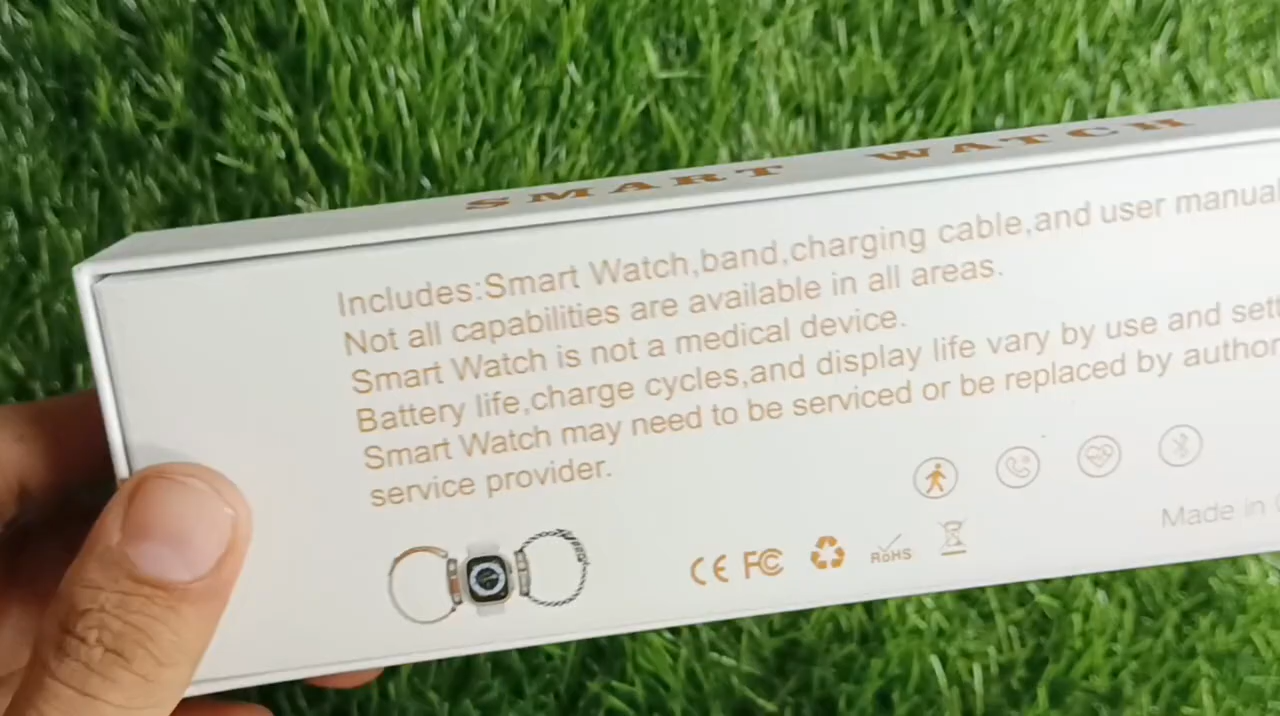 SMART WATCH
Includes:Smart Watch,band,charging cable,and user manual
Not all capabilities are available in all areas.
Smart Watch is not a medical device.
Battery life,charge cycles,and display life vary by use and
Smart Watch may need to be serviced or be replaced by
service provider.
Made in
CE FC RoHS